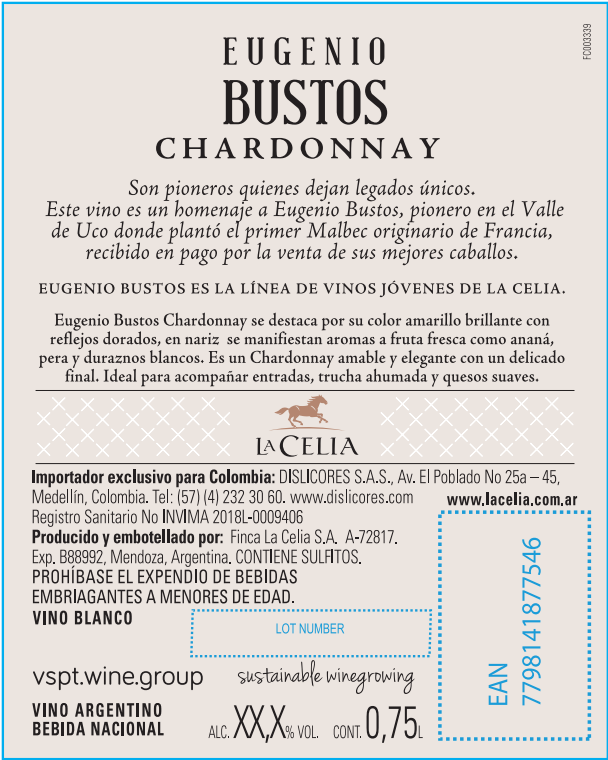 FC003339
EUGENIO
BUSTOS
CHARDONNAY
Son pioneros quienes dejan legados únicos.
Este vino es un homenaje a Eugenio Bustos, pionero en el Valle
de Uco donde plantó el primer Malbec originario de Francia,
recibido en pago por la venta de sus mejores caballos.
EUGENIO BUSTOS ES LA LÍNEA DE VINOS JÓVENES DE LA CELIA.
Eugenio Bustos Chardonnay se destaca por su color amarillo brillante con
reflejos dorados, en nariz se manifiestan aromas a fruta fresca como ananá,
pera y duraznos blancos. Es un Chardonnay amable y elegante con un delicado
final. Ideal para acompañar entradas, trucha ahumada y quesos suaves.
LA CELIA
Importador exclusivo para Colombia: DISLICORES S.A.S., Av. El Poblado No 25a – 45,
Medellín, Colombia. Tel: (57) (4) 232 30 60. www.dislicores.com
www.lacelia.com.ar
Registro Sanitario No INVIMA 2018L-0009406
Producido y embotellado por: Finca La Celia S.A. A-72817.
Exp. B88992, Mendoza, Argentina. CONTIENE SULFITOS.
PROHÍBASE EL EXPENDIO DE BEBIDAS
EMBRIAGANTES A MENORES DE EDAD.
VINO BLANCO
LOT NUMBER
EAN
7798141877546
vspt.wine.group
sustainable winegrowing
VINO ARGENTINO
BEBIDA NACIONAL
ALC. XX,X% VOL. CONT. 0,75L